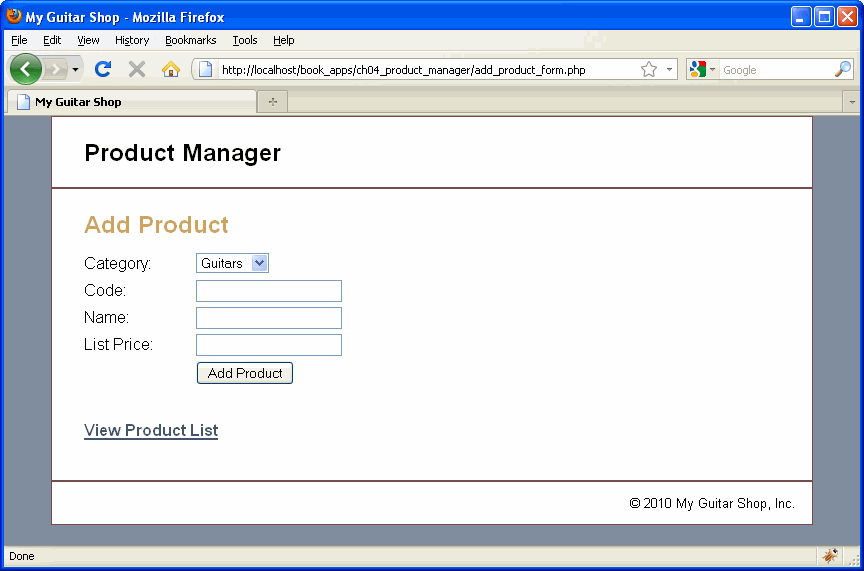 My Guitar Shop - Mozilla Firefox
File Edit View History Bookmarks Tools Help
http://localhost/book_apps/ch04_product_manager/add_product_form.php
Google
My Guitar Shop
Product Manager
Add Product
Category: Guitars
Code:
Name:
List Price:
Add Product
View Product List
© 2010 My Guitar Shop, Inc.
Done